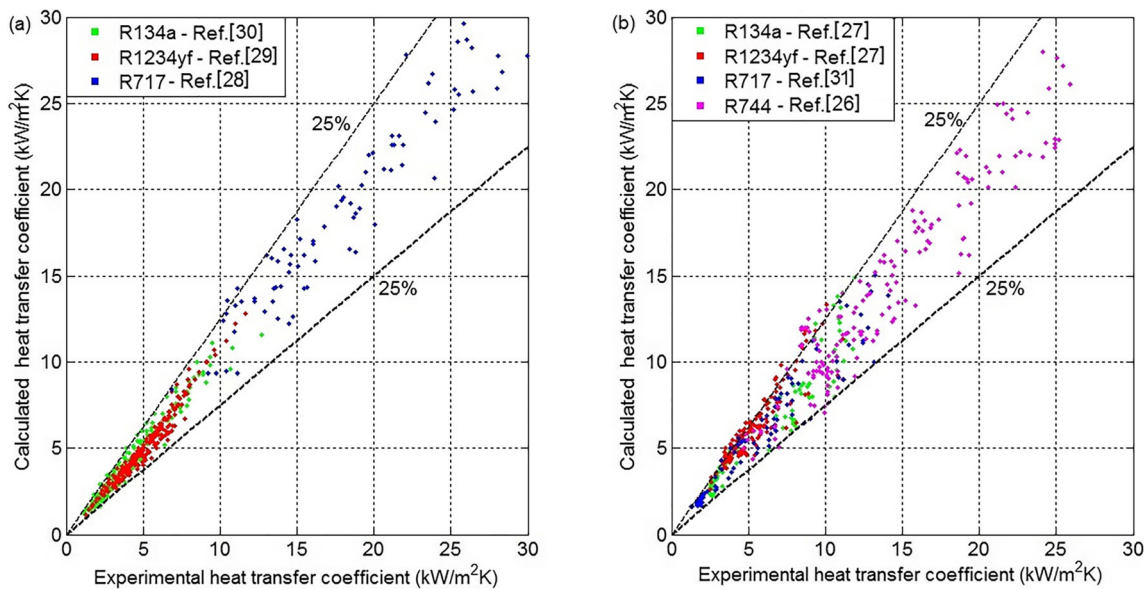 (a)
R134a - Ref.[30]
R1234yf - Ref.[29]
R717 - Ref.[28]
25%
25%
30
25
20
15
10
5
0
0 5 10 15 20 25 30
Calculated heat transfer coefficient (kW/m²K)
Experimental heat transfer coefficient (kW/m²K)
(b)
R134a - Ref.[27]
R1234yf - Ref.[27]
R717 - Ref.[31]
R744 - Ref.[26]
25%
25%
30
25
20
15
10
5
0
0 5 10 15 20 25 30
Calculated heat transfer coefficient (kW/m²K)
Experimental heat transfer coefficient (kW/m²K)